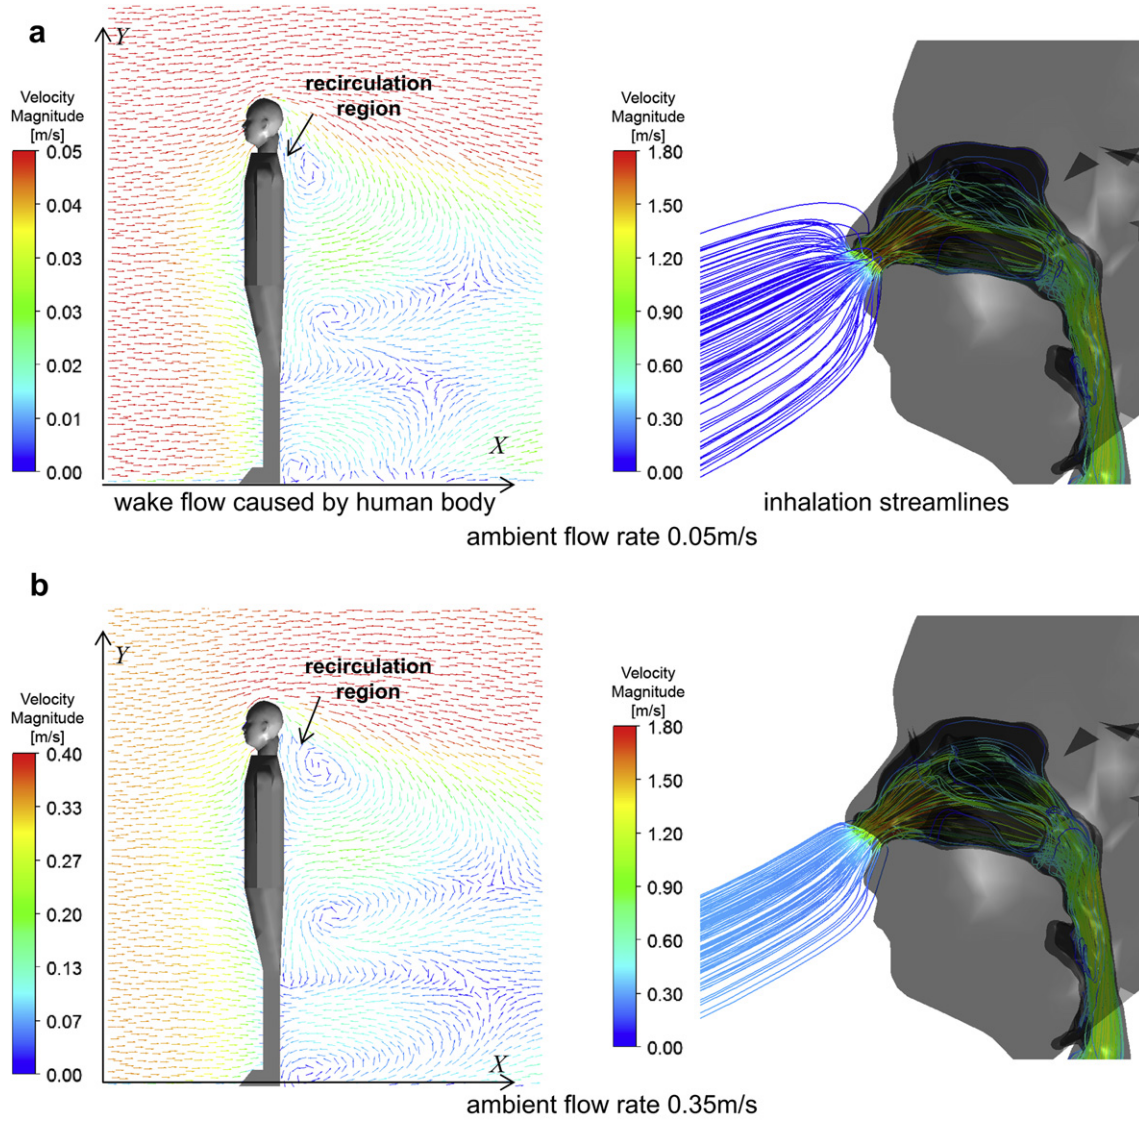 a
Y
recirculation
region
Velocity
Magnitude
[m/s]
0.05
0.04
0.03
0.03
0.02
0.01
0.00
X
wake flow caused by human body
Velocity
Magnitude
[m/s]
1.80
1.50
1.20
0.90
0.60
0.30
0.00
inhalation streamlines
ambient flow rate 0.05m/s
b
Y
recirculation
region
Velocity
Magnitude
[m/s]
0.40
0.33
0.27
0.20
0.13
0.07
0.00
X
Velocity
Magnitude
[m/s]
1.80
1.50
1.20
0.90
0.60
0.30
0.00
ambient flow rate 0.35m/s